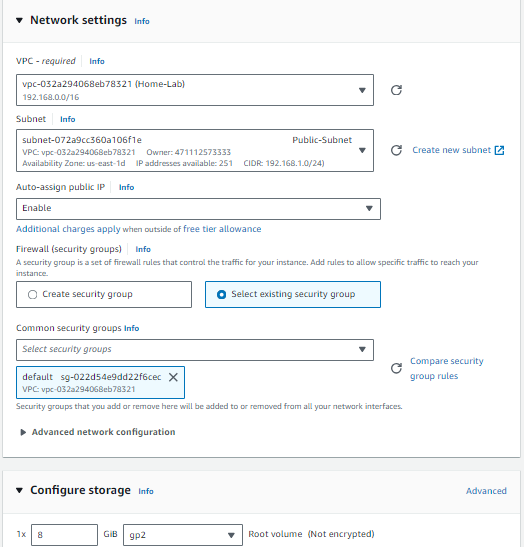 Network settings Info
VPC - required Info
vpc-032a294068eb78321 (Home-Lab)
192.168.0.0/16
Subnet Info
subnet-072a9cc360a106f1e Public-Subnet
VPC: vpc-032a294068eb78321 Owner: 471112573333
Availability Zone: us-east-1d IP addresses available: 251 CIDR: 192.168.1.0/24)
Create new subnet
Auto-assign public IP Info
Enable
Additional charges apply when outside of free tier allowance
Firewall (security groups) Info
A security group is a set of firewall rules that control the traffic for your instance. Add rules to allow specific traffic to reach your
instance.
Create security group Select existing security group
Common security groups Info
Select security groups
default sg-022d54e9dd22f6cec
VPC: vpc-032a294068eb78321
Compare security
group rules
Security groups that you add or remove here will be added to or removed from all your network interfaces.
Advanced network configuration
Configure storage Info Advanced
1x 8 GiB gp2 Root volume (Not encrypted)